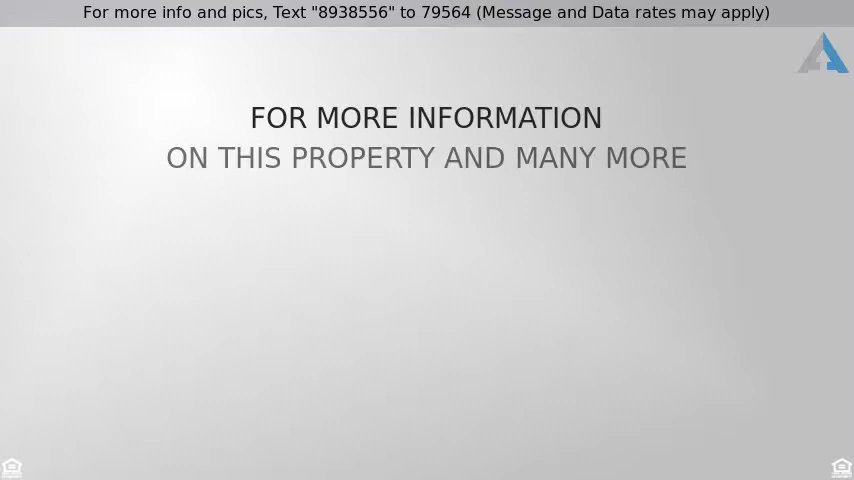 For more info and pics, Text "8938556" to 79564 (Message and Data rates may apply)
FOR MORE INFORMATION
ON THIS PROPERTY AND MANY MORE